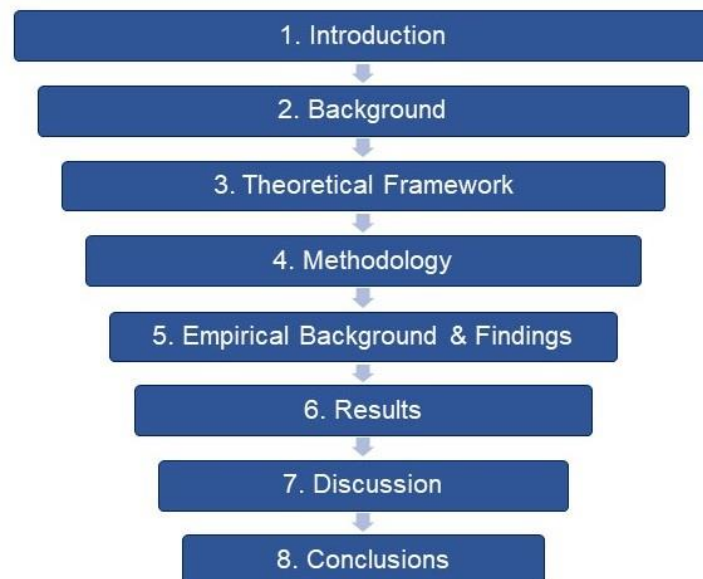 1. Introduction
2. Background
3. Theoretical Framework
4. Methodology
5. Empirical Background & Findings
6. Results
7. Discussion
8. Conclusions